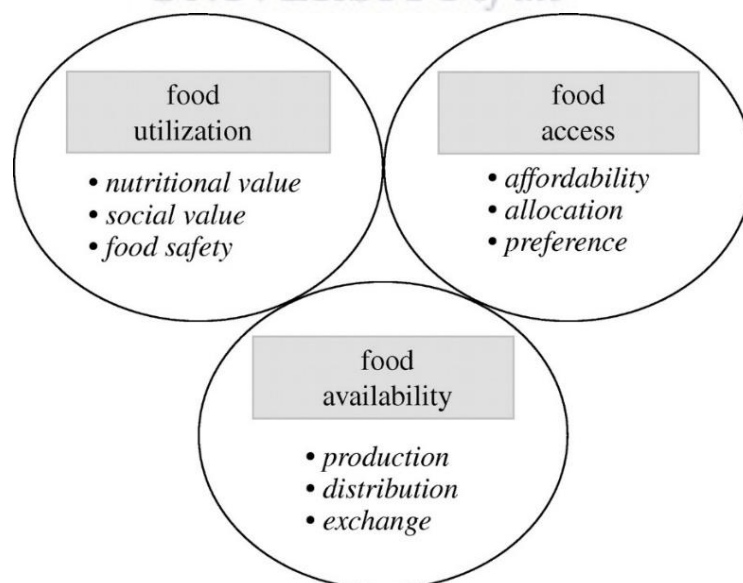 food
utilization
• nutritional value
• social value
• food safety
food
access
• affordability
• allocation
• preference
food
availability
• production
• distribution
• exchange